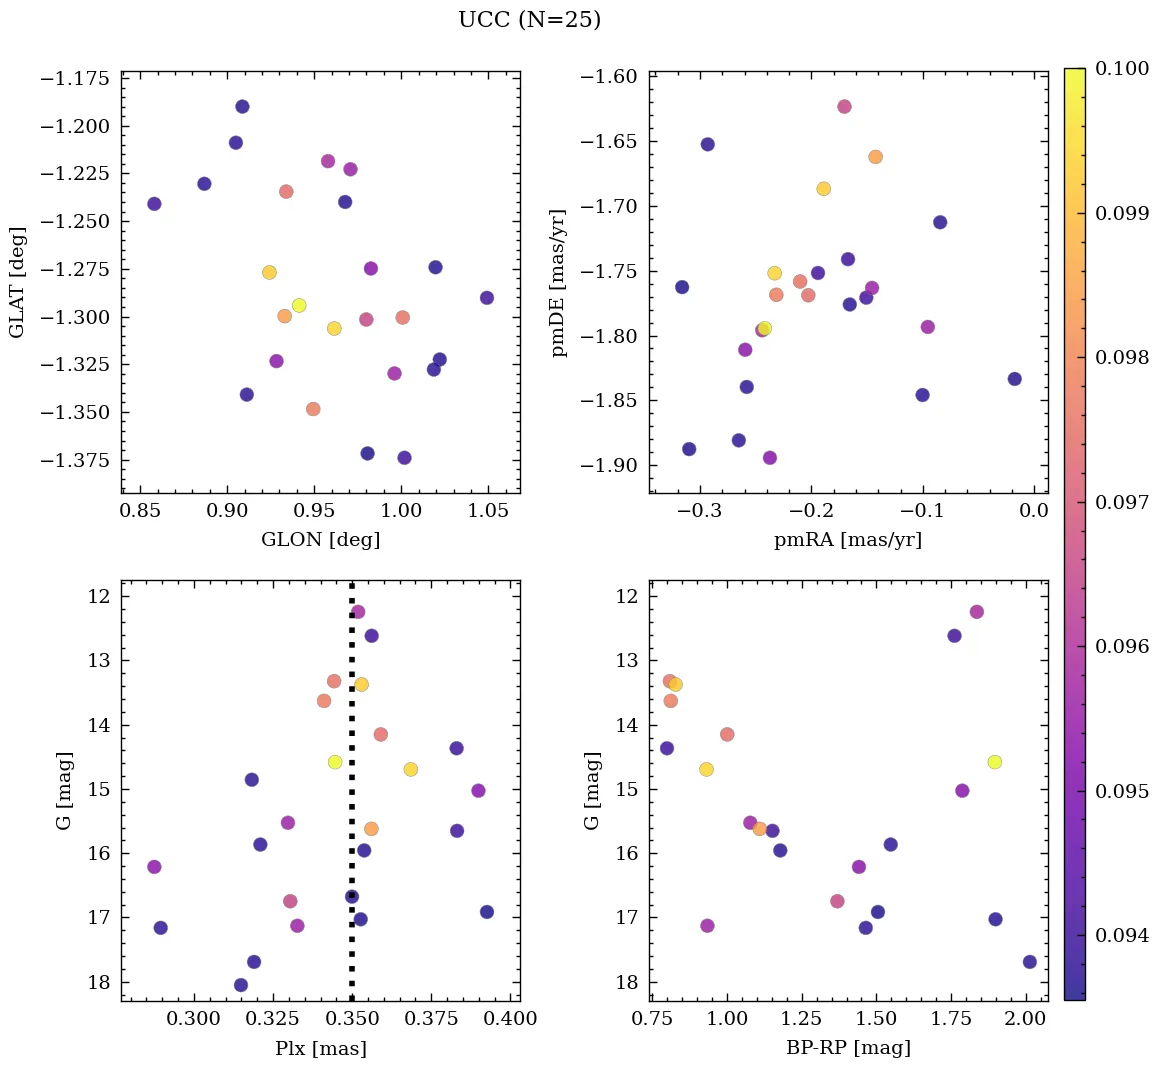 UCC (N=25)
−1.175
−1.200
−1.225
−1.250
−1.275
−1.300
−1.325
−1.350
−1.375
GLAT [deg]
0.85 0.90 0.95 1.00 1.05
GLON [deg]
−1.60
−1.65
−1.70
−1.75
−1.80
−1.85
−1.90
pmDE [mas/yr]
−0.3 −0.2 −0.1 0.0
pmRA [mas/yr]
12
13
14
15
16
17
18
G [mag]
0.300 0.325 0.350 0.375 0.400
Plx [mas]
12
13
14
15
16
17
18
G [mag]
0.75 1.00 1.25 1.50 1.75 2.00
BP-RP [mag]
0.100
0.099
0.098
0.097
0.096
0.095
0.094